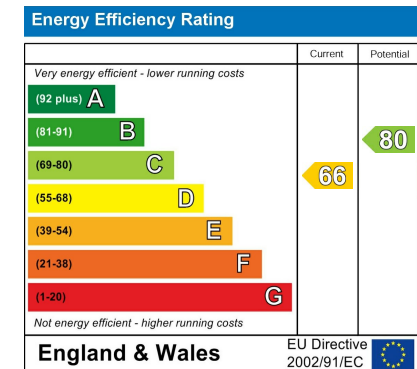 Energy Efficiency Rating
Current Potential
Very energy efficient - lower running costs
(92 plus) A
(81-91) B
80
(69-80) C
66
(55-68) D
(39-54) E
(21-38) F
(1-20) G
Not energy efficient - higher running costs
England & Wales
EU Directive
2002/91/EC